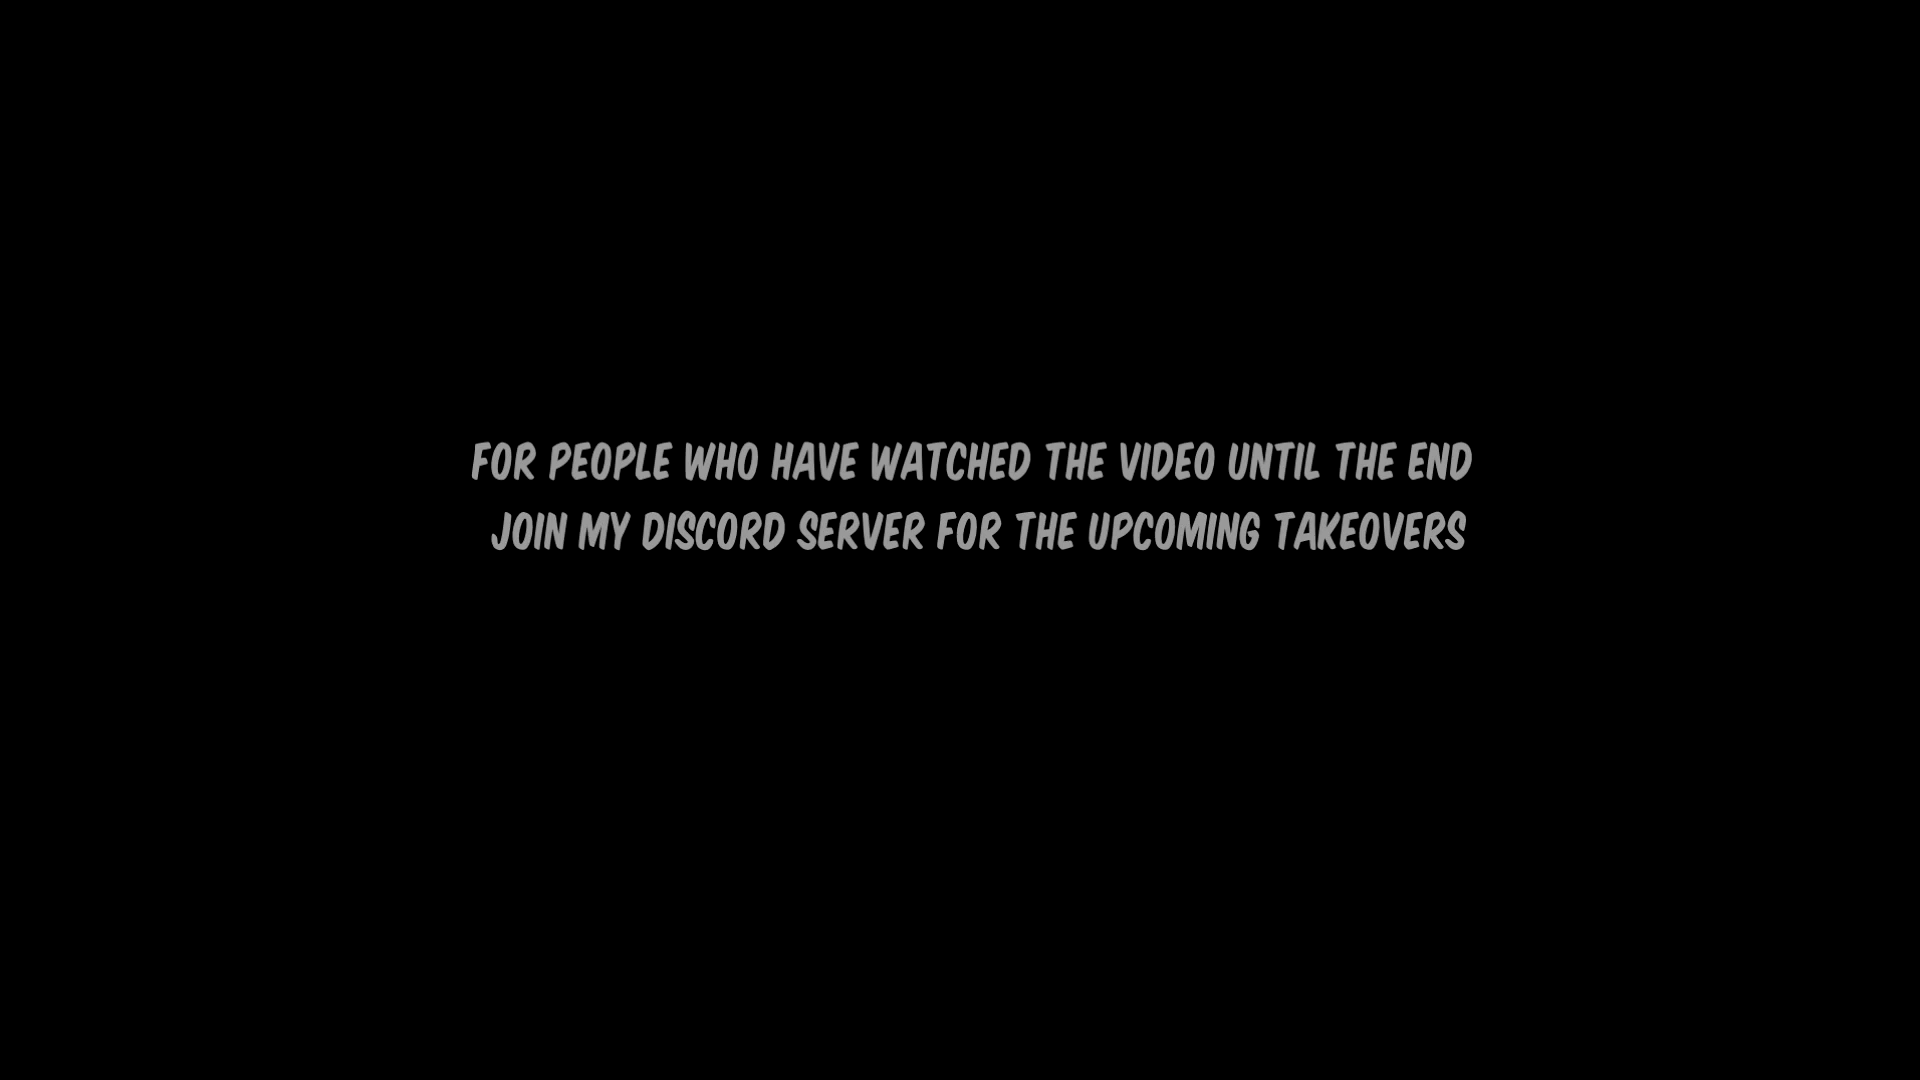 FOR PEOPLE WHO HAVE WATCHED THE VIDEO UNTIL THE END
JOIN MY DISCORD SERVER FOR THE UPCOMING TAKEOVERS